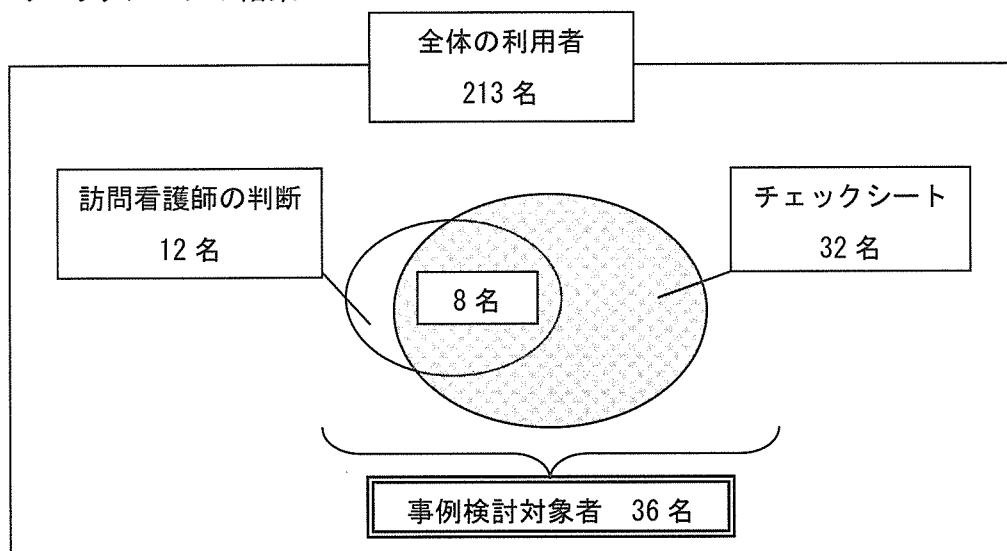 全体の利用者
213 名
訪問看護師の判断
12 名
チェックシート
32 名
8 名
事例検討対象者　36 名